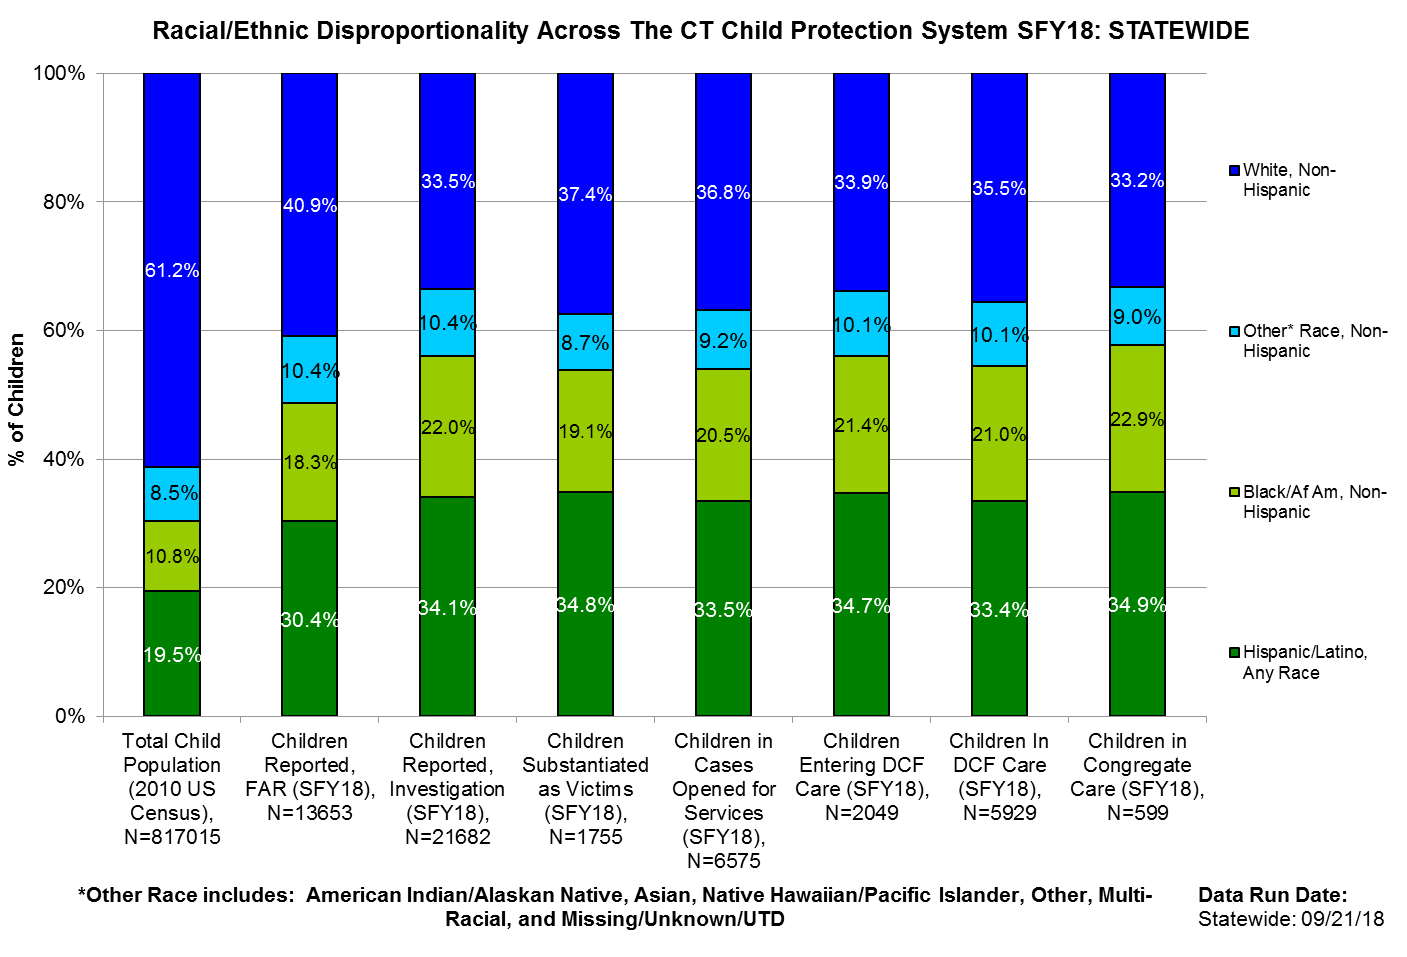 Racial/Ethnic Disproportionality Across The CT Child Protection System SFY18: STATEWIDE
% of Children
100%
80%
60%
40%
20%
0%
61.2%
8.5%
10.8%
19.5%
40.9%
10.4%
18.3%
30.4%
33.5%
10.4%
22.0%
34.1%
37.4%
8.7%
19.1%
34.8%
36.8%
9.2%
20.5%
33.5%
33.9%
10.1%
21.4%
34.7%
35.5%
10.1%
21.0%
33.4%
33.2%
9.0%
22.9%
34.9%
White, Non-
Hispanic
Other* Race, Non-
Hispanic
Black/Af Am, Non-
Hispanic
Hispanic/Latino,
Any Race
Total Child
Population
(2010 US
Census),
N=817015
Children
Reported,
FAR (SFY18),
N=13653
Children
Reported,
Investigation
(SFY18),
N=21682
Children
Substantiated
as Victims
(SFY18),
N=1755
Children in
Cases
Opened for
Services
(SFY18),
N=6575
Children
Entering DCF
Care (SFY18),
N=2049
Children In
DCF Care
(SFY18),
N=5929
Children in
Congregate
Care (SFY18),
N=599
*Other Race includes:  American Indian/Alaskan Native, Asian, Native Hawaiian/Pacific Islander, Other, Multi-
Racial, and Missing/Unknown/UTD
Data Run Date:
Statewide: 09/21/18